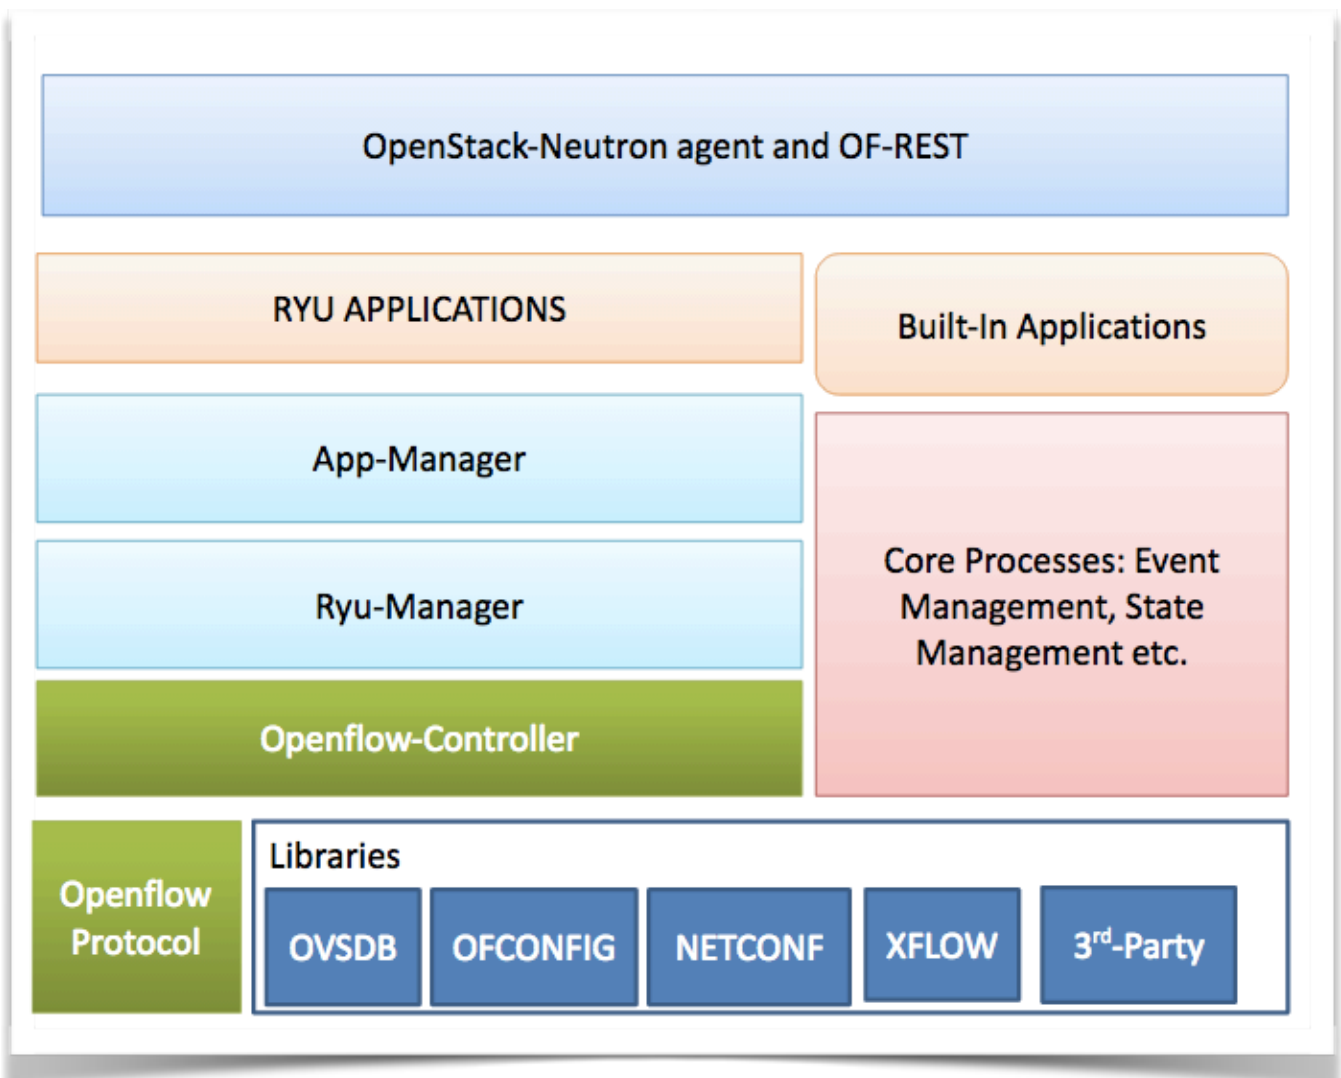 OpenStack-Neutron agent and OF-REST
RYU APPLICATIONS
Built-In Applications
App-Manager
Ryu-Manager
Core Processes: Event
Management, State
Management etc.
Openflow-Controller
Openflow
Protocol
Libraries
OVSDB
OFCONFIG
NETCONF
XFLOW
3rd-Party